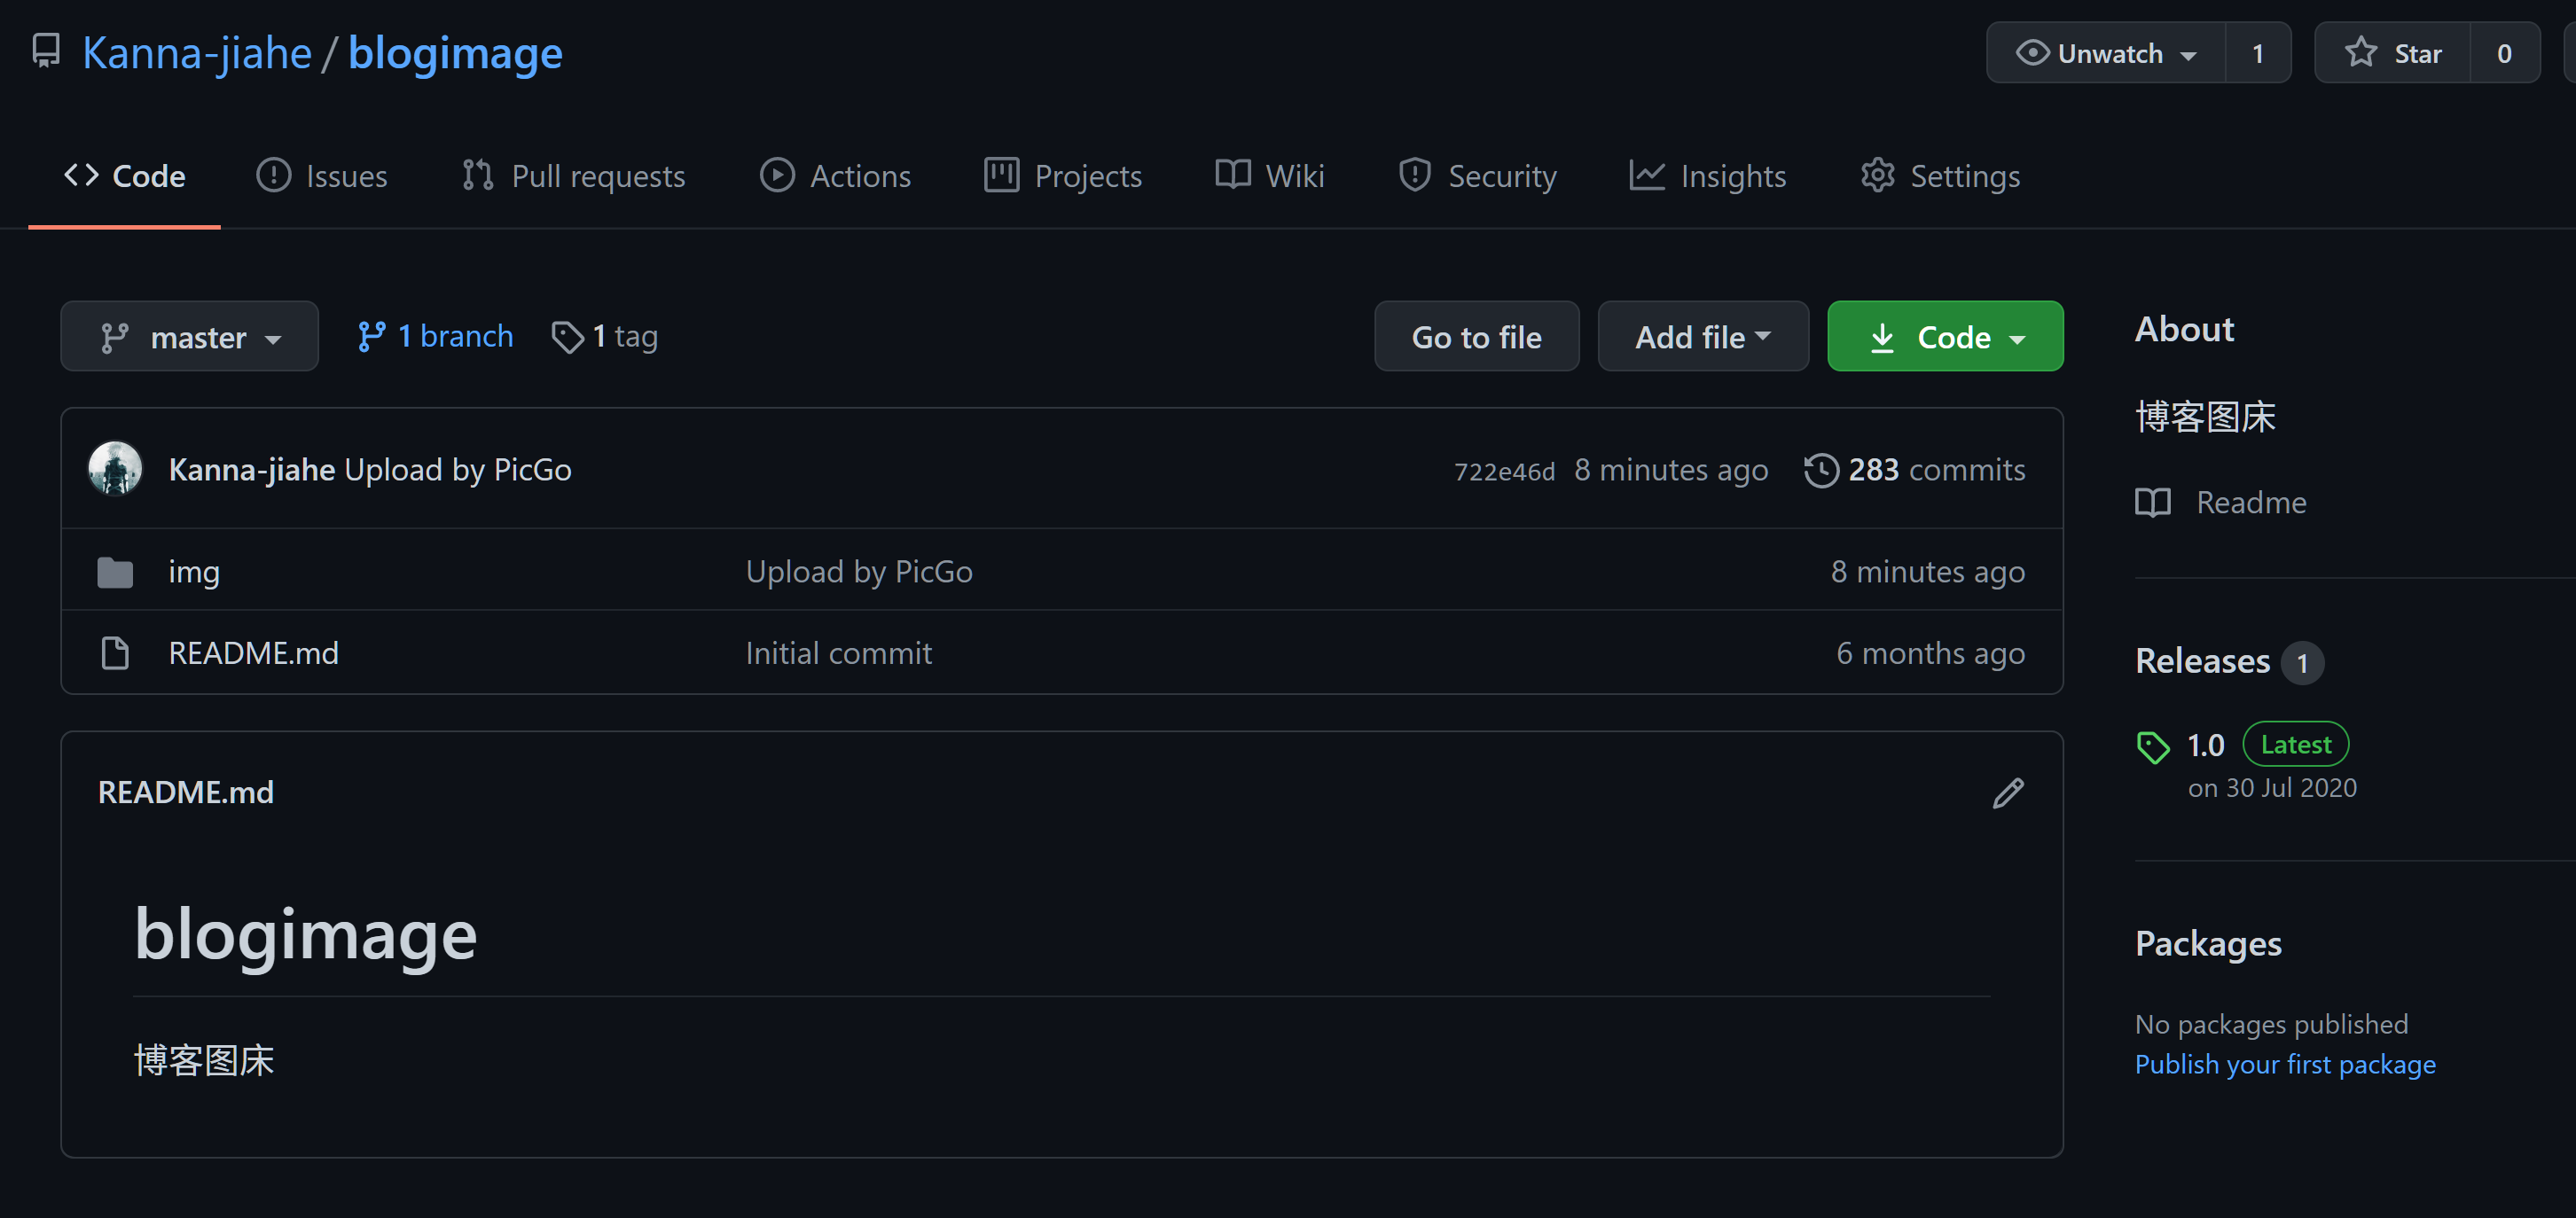 Kanna-jiahe / blogimage
Unwatch 1 Star 0
Code Issues Pull requests Actions Projects Wiki Security Insights Settings
master 1 branch 1 tag Go to file Add file Code
Kanna-jiahe Upload by PicGo 722e46d 8 minutes ago 283 commits
img Upload by PicGo 8 minutes ago
README.md Initial commit 6 months ago
README.md
blogimage
博客图床
About
博客图床
Readme
Releases 1
1.0 Latest
on 30 Jul 2020
Packages
No packages published
Publish your first package